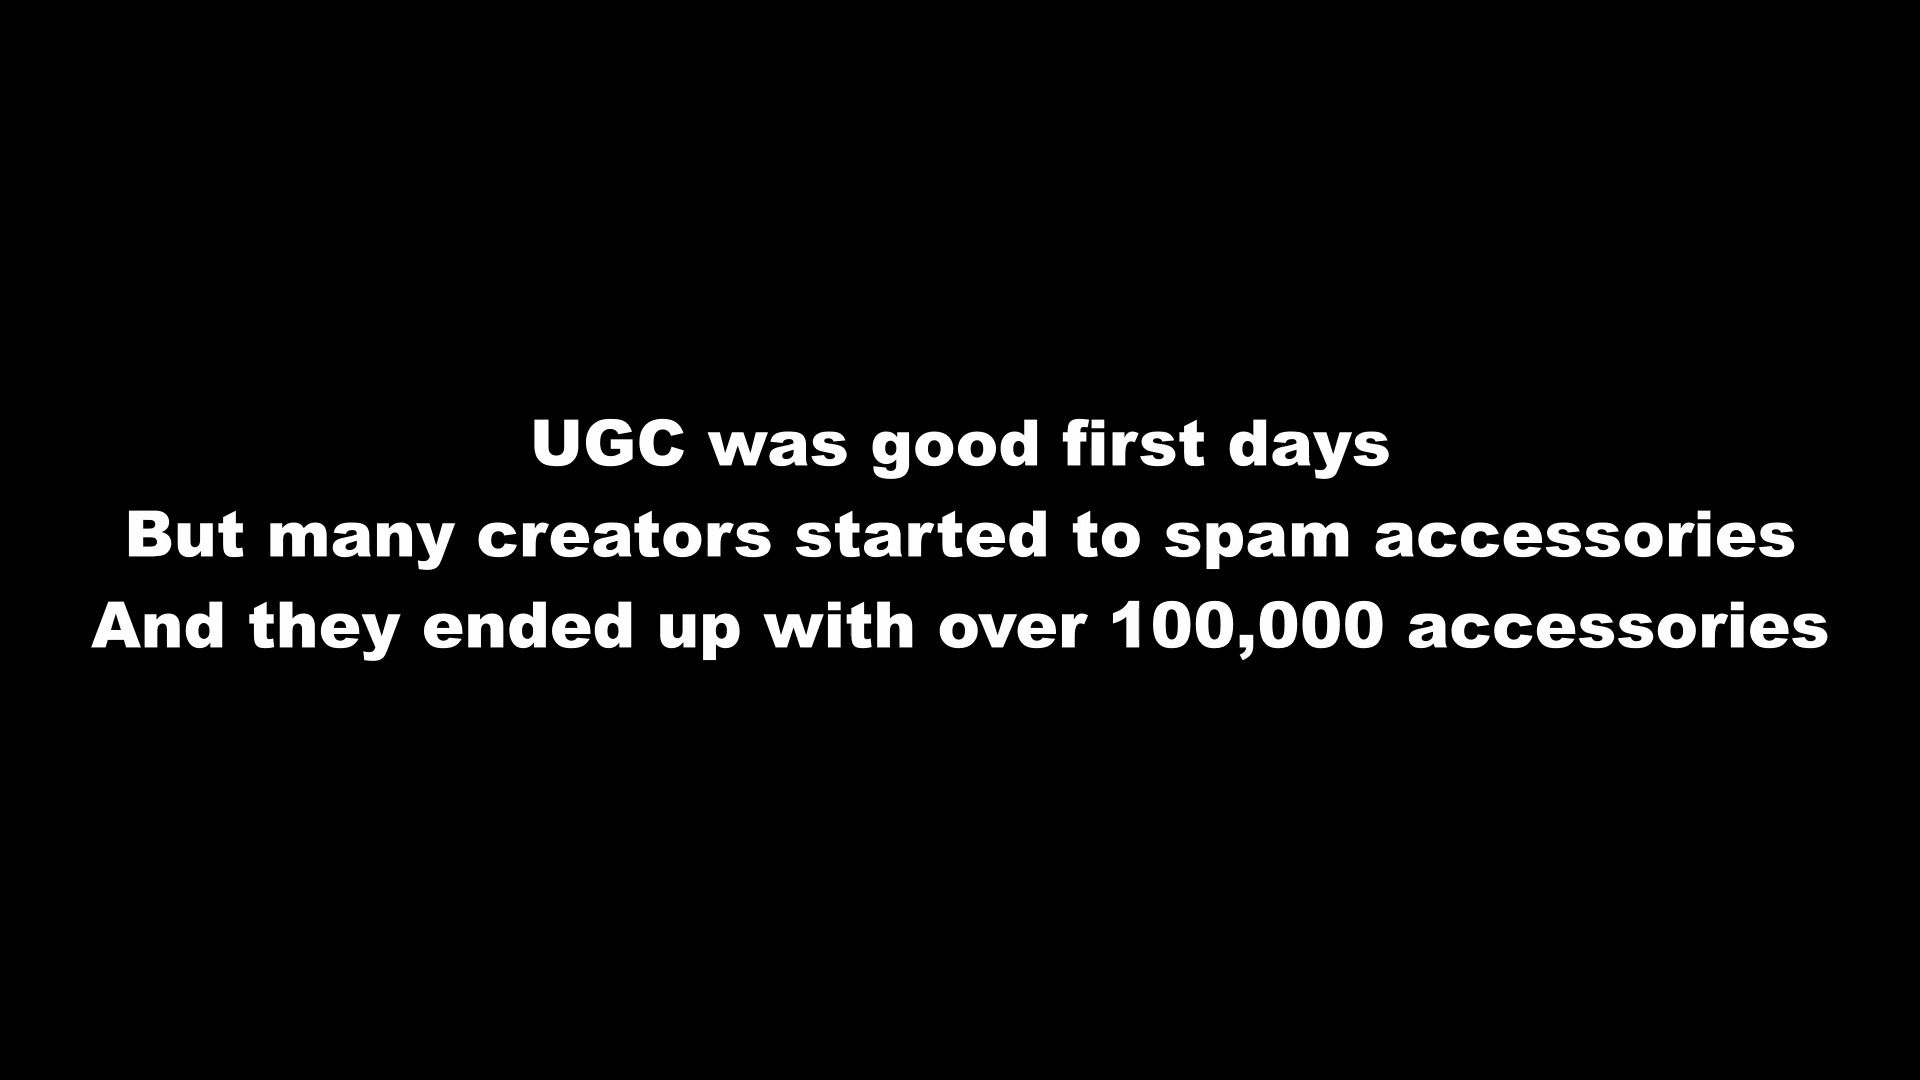 UGC was good first days
But many creators started to spam accessories
And they ended up with over 100,000 accessories